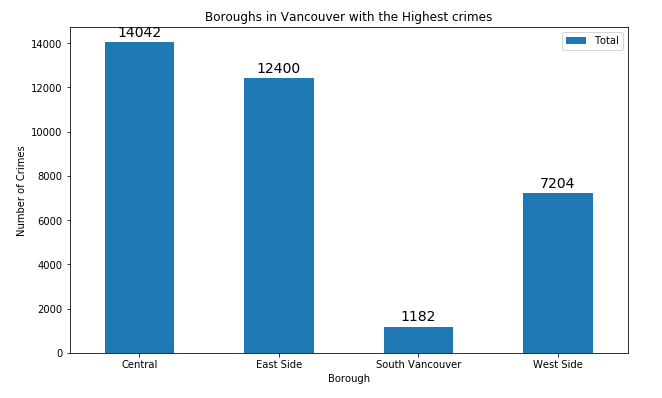 Boroughs in Vancouver with the Highest crimes
Total
14042
12400
1182
7204
14000
12000
10000
8000
6000
4000
2000
0
Number of Crimes
Central
East Side
South Vancouver
West Side
Borough